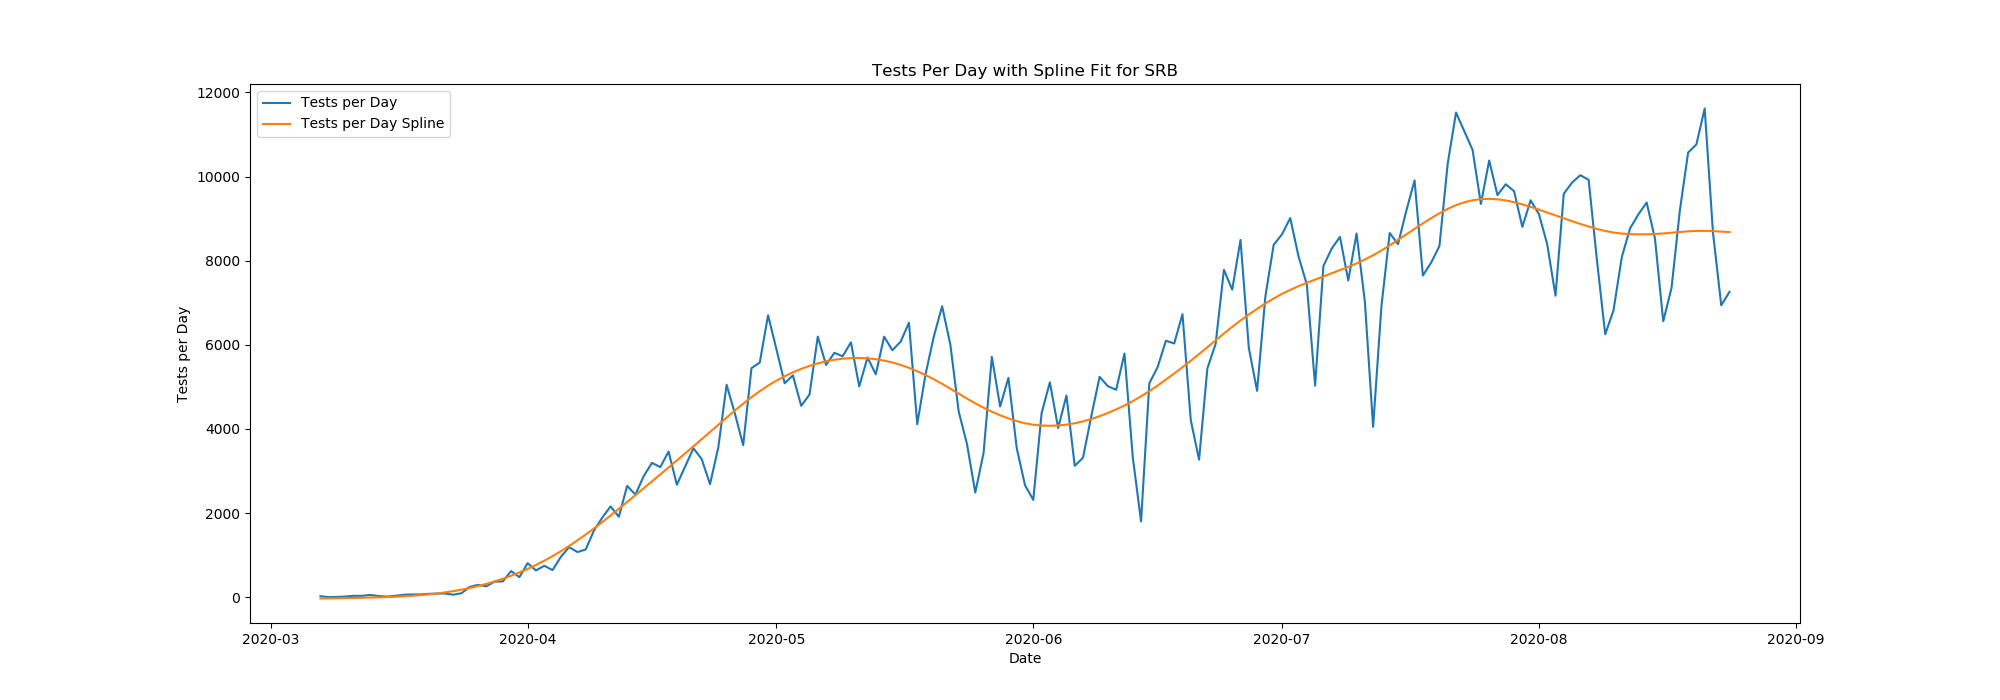 Tests Per Day with Spline Fit for SRB
Tests per Day
Tests per Day Spline
12000
10000
8000
6000
4000
2000
0
Tests per Day
2020-03 2020-04 2020-05 2020-06 2020-07 2020-08 2020-09
Date